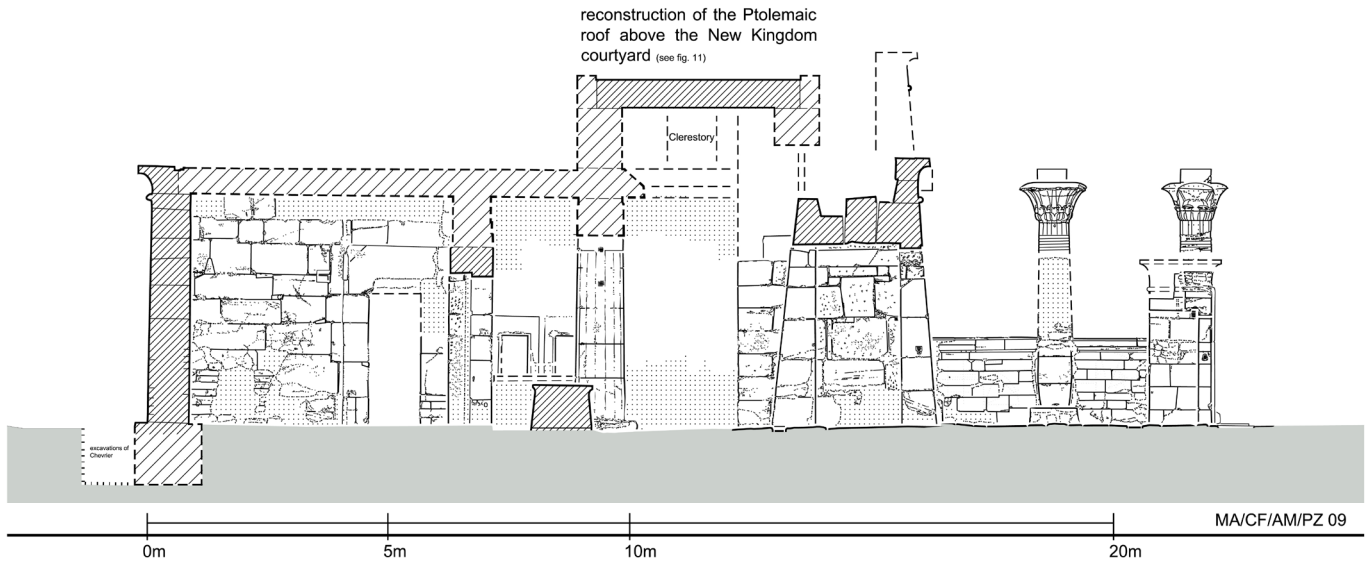 reconstruction of the Ptolemaic
roof above the New Kingdom
courtyard (see fig. 11)
Clerestory
excavations of
Chevrier
MA/CF/AM/PZ 09
0m
5m
10m
20m